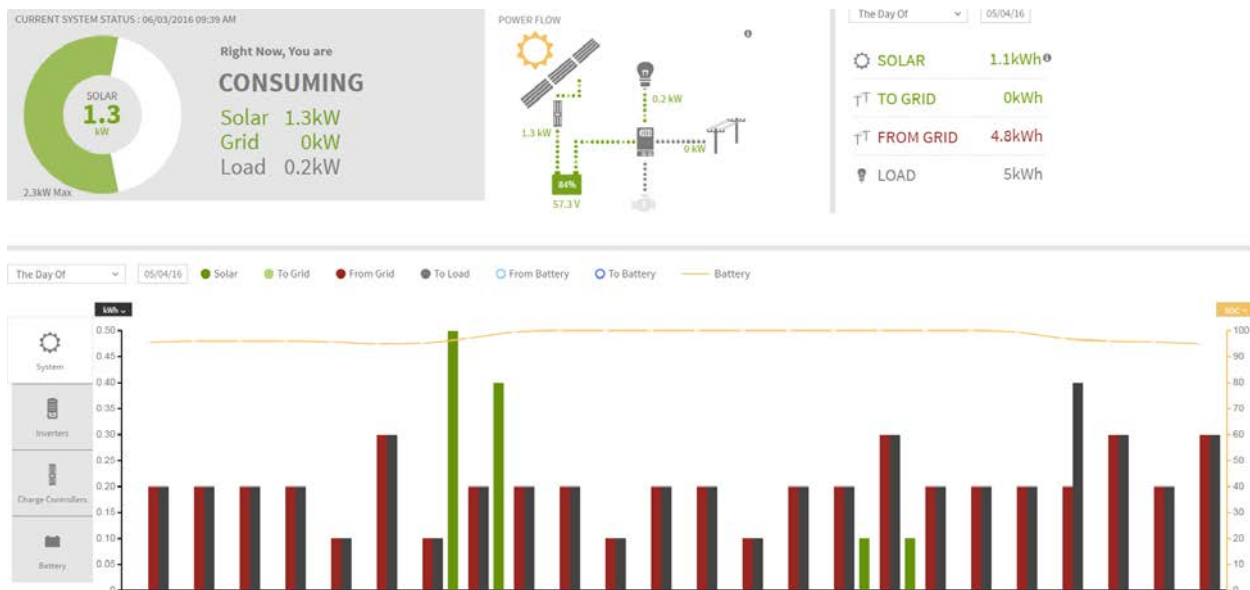 CURRENT SYSTEM STATUS : 06/03/2016 09:39 AM
SOLAR
1.3
kW
2.3kW Max
Right Now, You are
CONSUMING
Solar 1.3kW
Grid 0kW
Load 0.2kW
POWER FLOW
0.2 kW
1.3 kW
0 kW
84%
57.3 V
The Day Of 05/04/16
SOLAR 1.1kWh
TO GRID 0kWh
FROM GRID 4.8kWh
LOAD 5kWh
The Day Of 05/04/16 Solar To Grid From Grid To Load From Battery To Battery Battery
kWh
SOC
System
Inverters
Charge Controllers
Battery
0.50
0.45
0.40
0.35
0.30
0.25
0.20
0.15
0.10
0.05
0
100
90
80
70
60
50
40
30
20
10
0